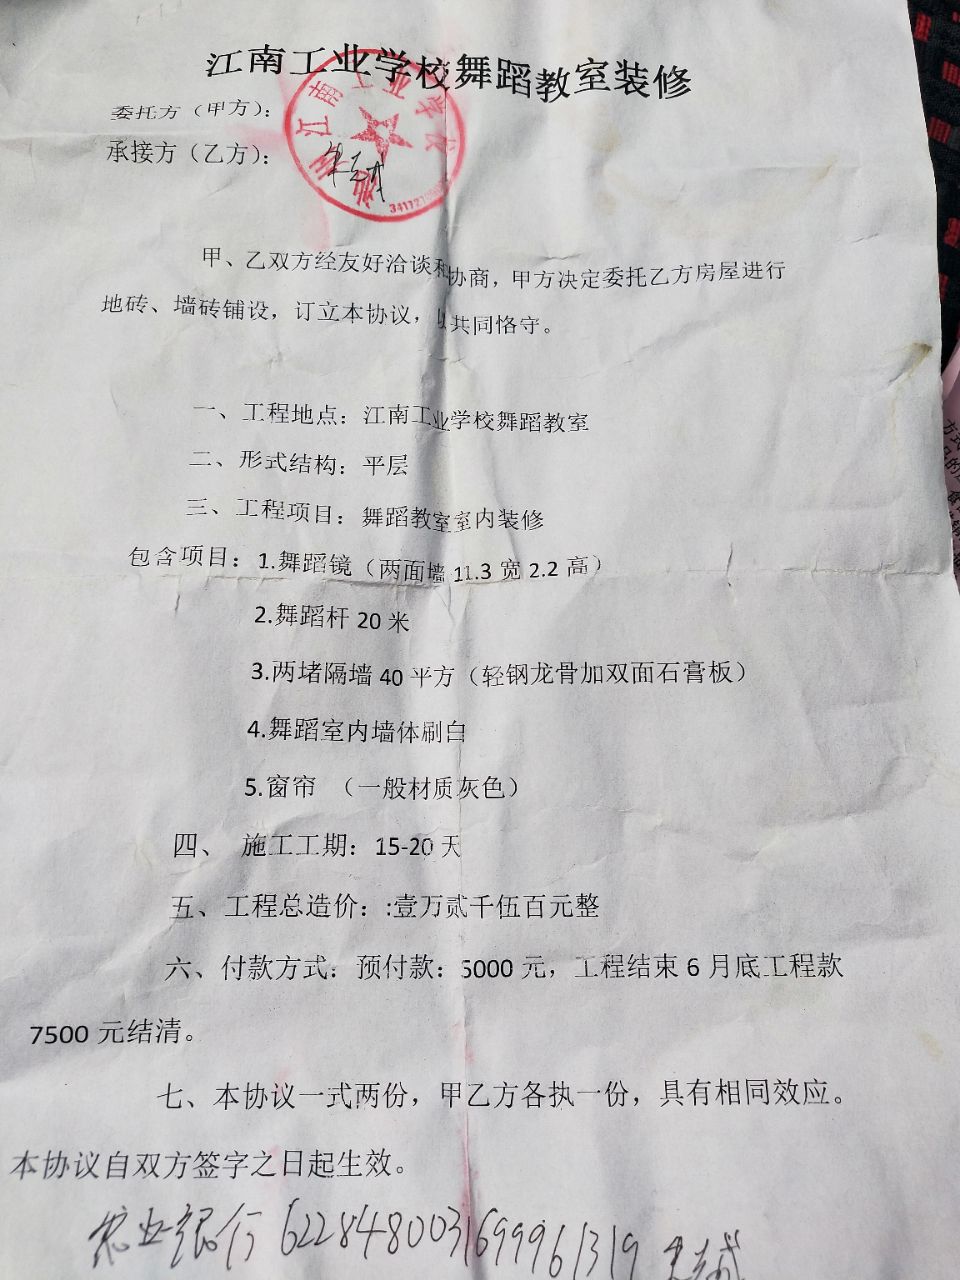 江南工业学校舞蹈教室装修
委托方（甲方）：
承接方（乙方）：
池州江南工业学校
甲、乙双方经友好洽谈和协商，甲方决定委托乙方房屋进行
地砖、墙砖铺设，订立本协议，以共同恪守。
一、工程地点：江南工业学校舞蹈教室
二、形式结构：平层
三、工程项目：舞蹈教室室内装修
包含项目：1.舞蹈镜（两面墙 11.3 宽 2.2 高）
2.舞蹈杆 20 米
3.两堵隔墙 40 平方（轻钢龙骨加双面石膏板）
4.舞蹈室内墙体刷白
5.窗帘 （一般材质灰色）
四、 施工工期：15-20 天
五、工程总造价：:壹万贰千伍百元整
六、付款方式：预付款：5000 元，工程结束 6 月底工程款
7500 元结清。
七、本协议一式两份，甲乙方各执一份，具有相同效应。
本协议自双方签字之日起生效。
农业银行 6228480031699961319